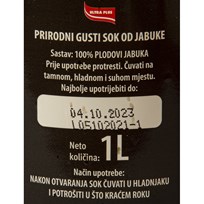 ULTRA PLUS
PRIRODNI GUSTI SOK OD JABUKE
Sastav: 100% PLODOVI JABUKA
Prije upotrebe protresti. Čuvati na
tamnom, hladnom i suhom mjestu.
Najbolje upotrijebiti do:
04.10.2023
L05102021-1
Neto
količina: 1L
Način upotrebe:
NAKON OTVARANJA SOK ČUVATI U HLADNJAKU
I POTROŠITI U ŠTO KRAĆEM ROKU